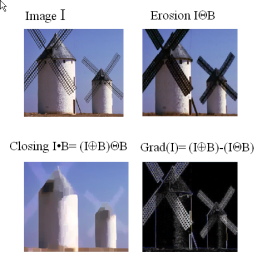 Image I
Erosion I⊖B
Closing I•B= (I⊕B)⊖B
Grad(I)= (I⊕B)-(I⊖B)